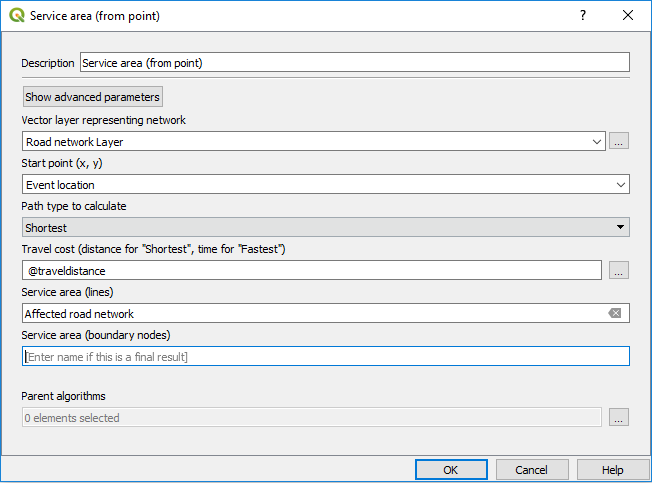 Service area (from point)
?
Description Service area (from point)
Show advanced parameters
Vector layer representing network
Road network Layer
...
Start point (x, y)
Event location
Path type to calculate
Shortest
Travel cost (distance for "Shortest", time for "Fastest")
@traveldistance
...
Service area (lines)
Affected road network
Service area (boundary nodes)
[Enter name if this is a final result]
Parent algorithms
0 elements selected
...
OK Cancel Help